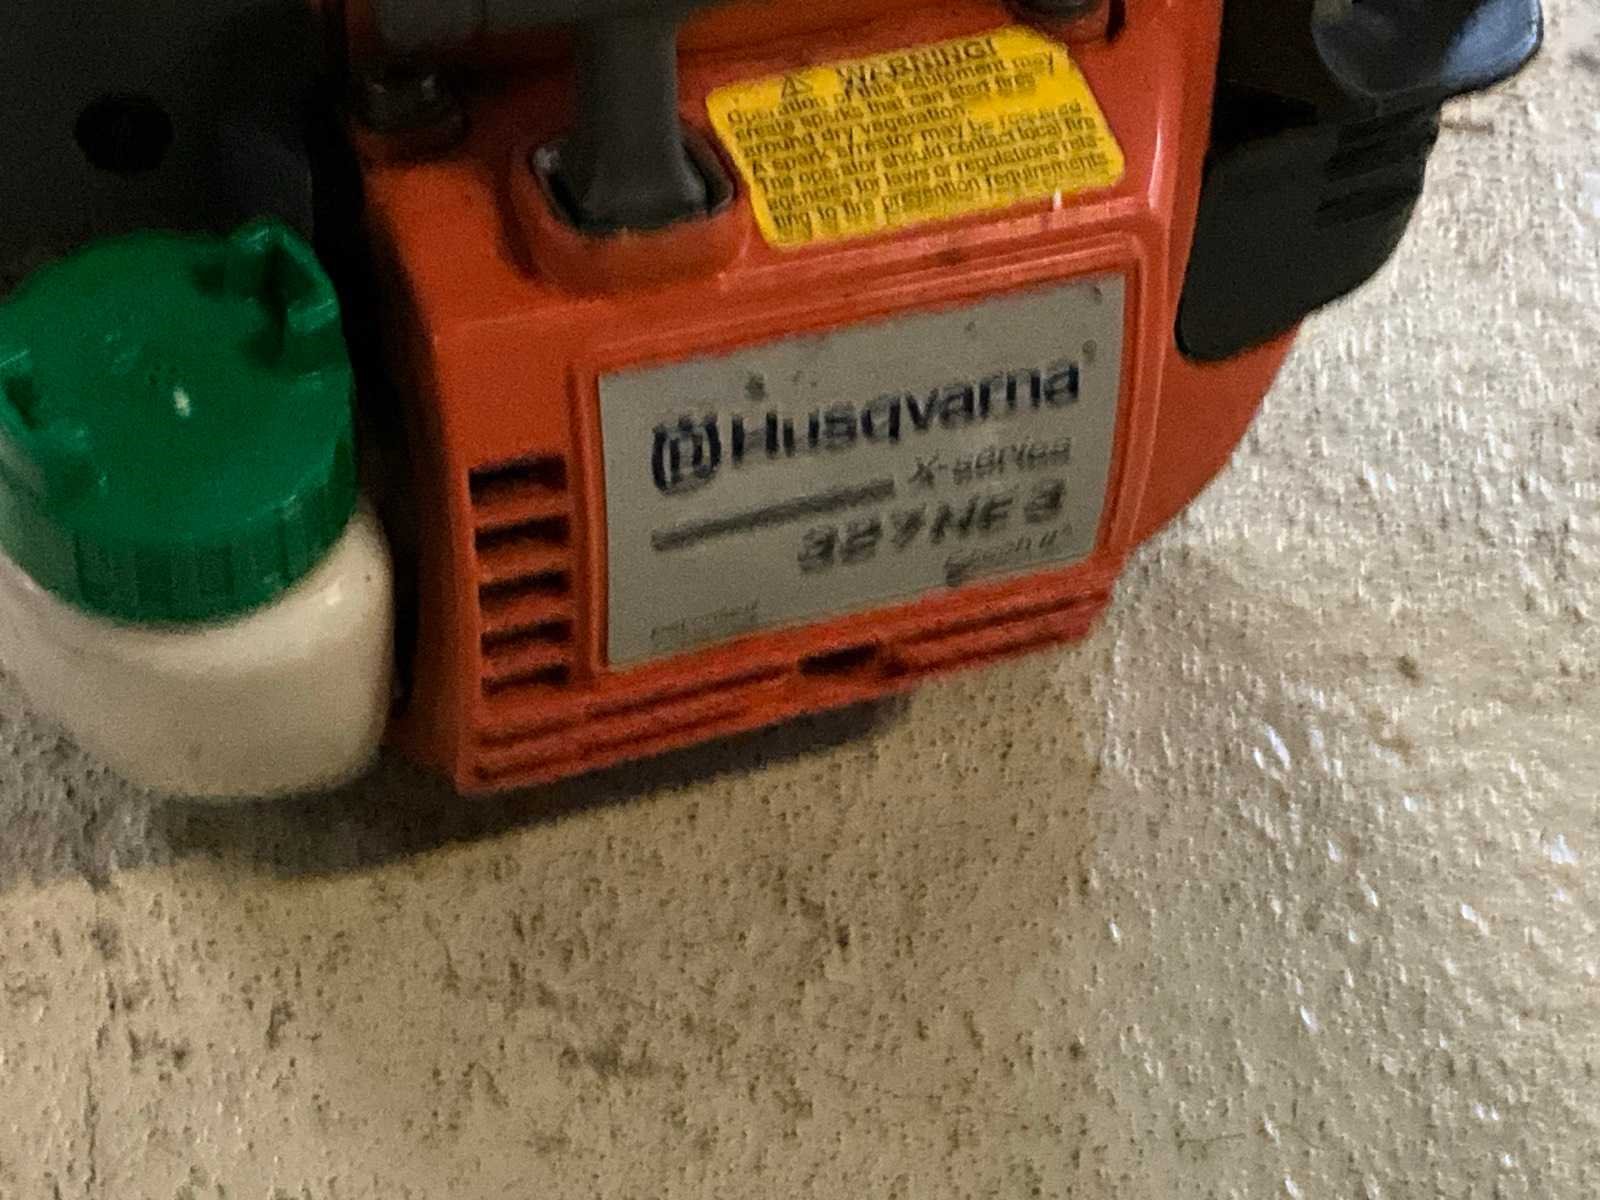 WARNING!
Operation of this equipment may
create sparks that can start fires
around dry vegetation.
A spark arrestor may be required.
The operator should contact local fire
agencies for laws or regulations rela-
ting to fire prevention requirements.
Husqvarna®
X-series
327HE3